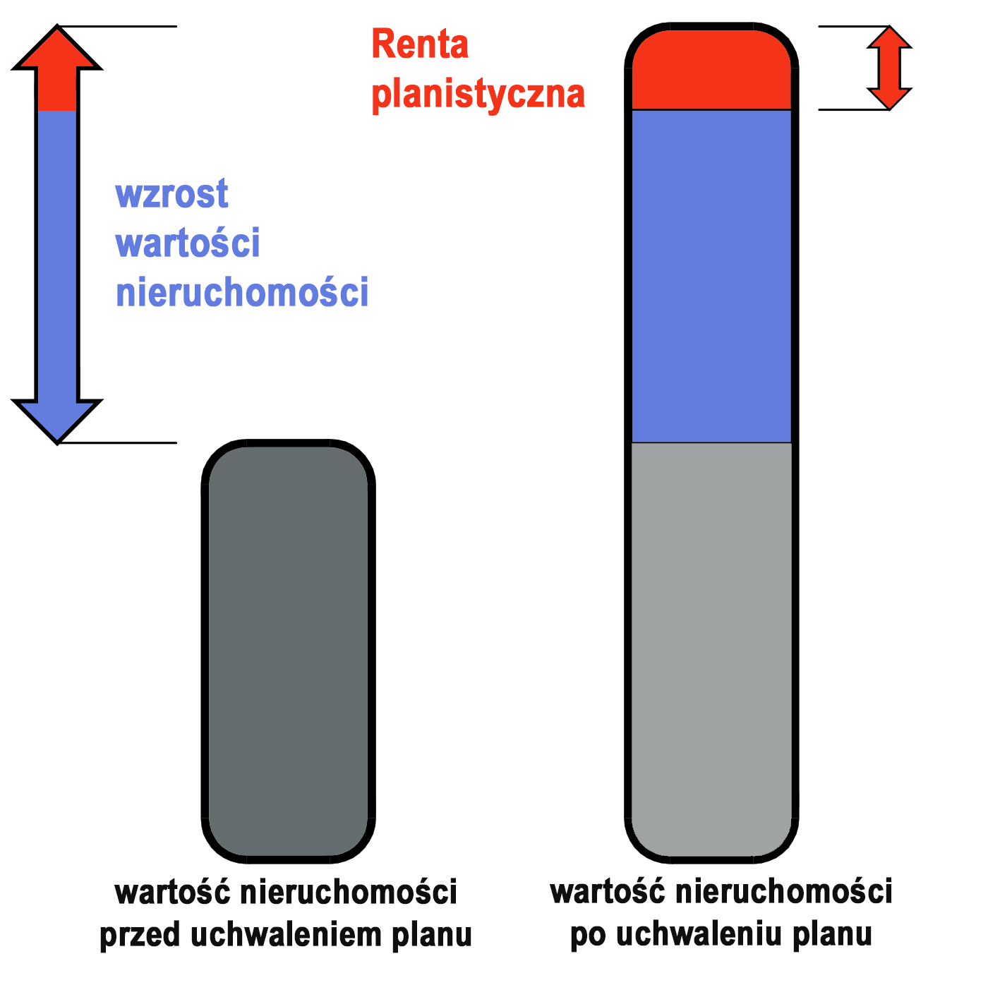 Renta
planistyczna
wzrost
wartości
nieruchomości
wartość nieruchomości
przed uchwaleniem planu
wartość nieruchomości
po uchwaleniu planu